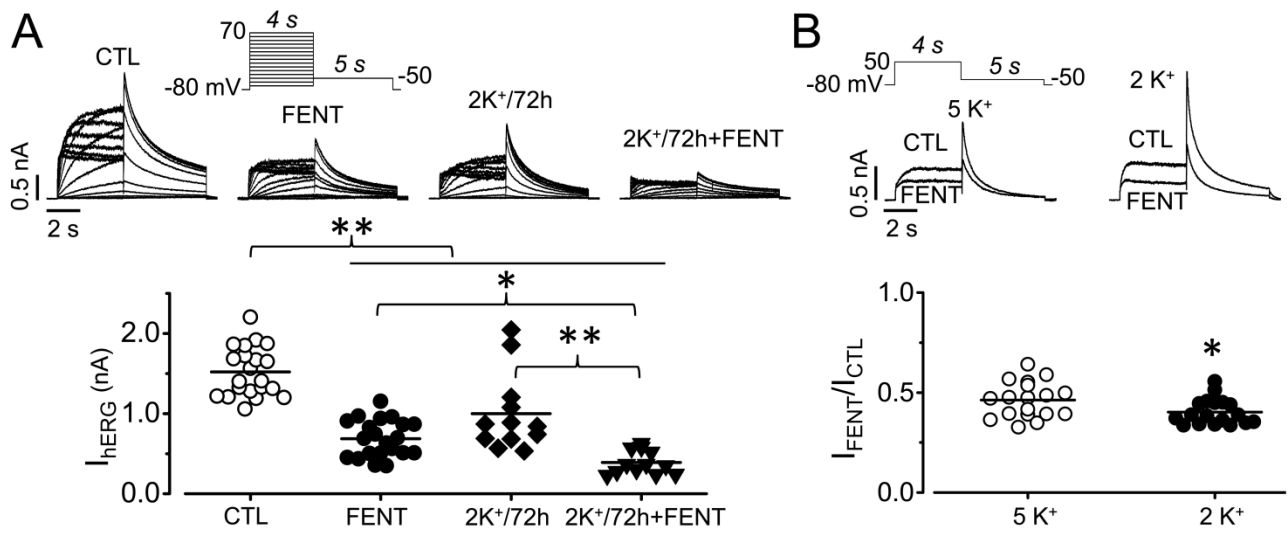 A
4 s
70
CTL
5 s
-80 mV
-50
FENT
2K⁺/72h
2K⁺/72h+FENT
0.5 nA
2 s
**
*
**
I_hERG (nA)
2.0
1.0
0.0
CTL
FENT
2K⁺/72h
2K⁺/72h+FENT
B
4 s
50
5 s
-80 mV
-50
5 K⁺
2 K⁺
CTL
CTL
FENT
FENT
0.5 nA
2 s
*
I_FENT/I_CTL
1.0
0.5
0.0
5 K⁺
2 K⁺